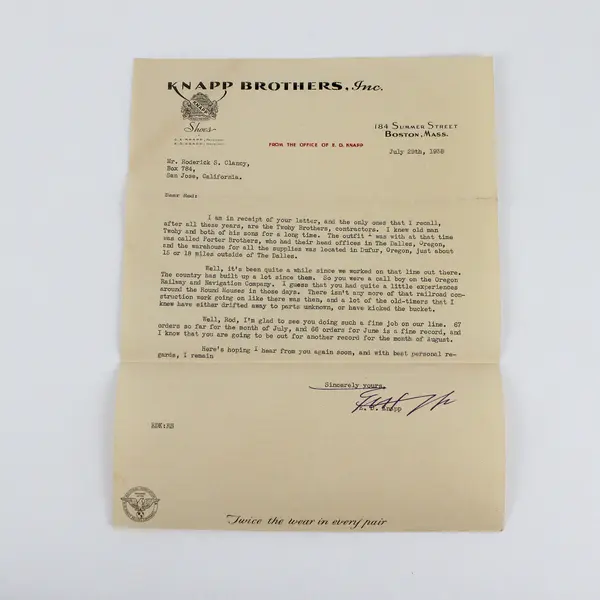 KNAPP BROTHERS, Inc.
KNAPP
Shoes
184 SUMMER STREET
BOSTON, MASS.
FROM THE OFFICE OF E. D. KNAPP
July 28th, 1939
Mr. Roderick S. Clancy,
Box 784,
San Jose, California.
Dear Rod:
I am in receipt of your letter, and the only ones that I recall,
after all these years, are the Twohy Brothers, contractors. I knew old man
Twohy and both of his sons for a long time. The outfit I was with at that time
was called Porter Brothers, who had their head offices in The Dalles, Oregon,
and the warehouse for all the supplies was located in Dufur, Oregon, just about
15 or 18 miles outside of The Dalles.
Well, it's been quite a while since we worked on that line out there.
The country has built up a lot since then. So you were a call boy on the Oregon
Railway and Navigation Company. I guess that you had quite a little experiences
around the Round Houses in those days. There isn't any more of that railroad con-
struction work going on like there was then, and a lot of the old-timers that I
knew have either drifted away to parts unknown, or have kicked the bucket.
Well, Rod, I'm glad to see you doing such a fine job on our line. 67
orders so far for the month of July, and 66 orders for June is a fine record, and
I know that you are going to be out for another record for the month of August.
Here's hoping I hear from you again soon, and with best personal re-
gards, I remain
Sincerely yours,
E. D. Knapp
EDK:
Twice the wear in every pair